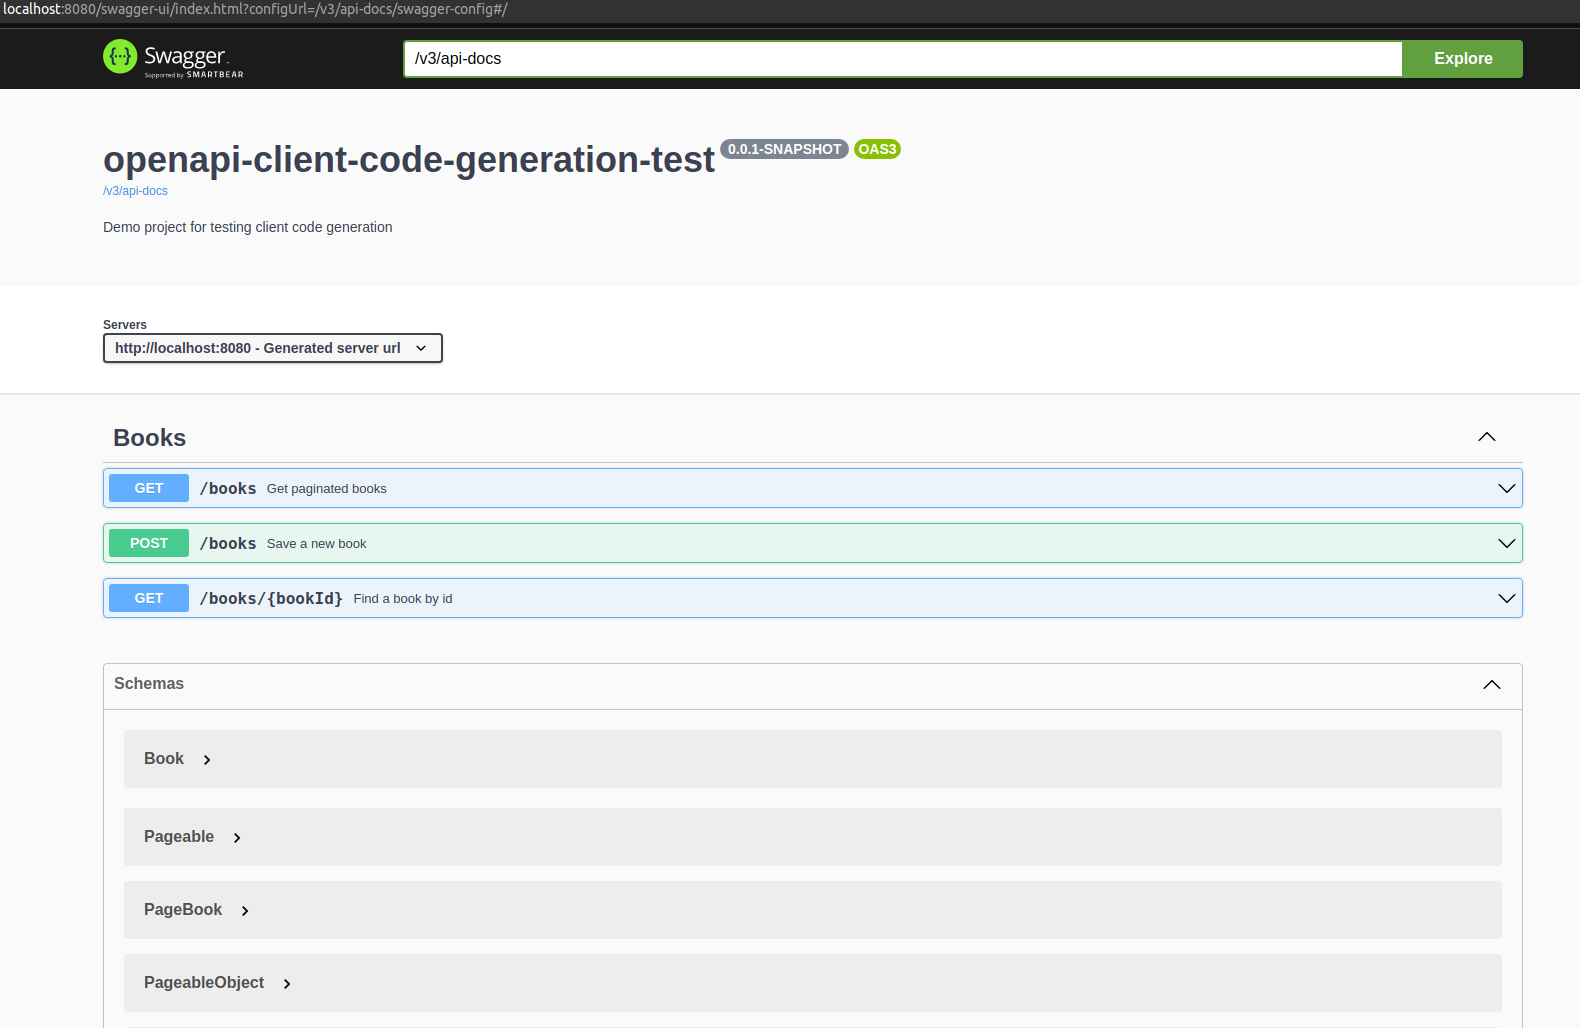 localhost:8080/swagger-ui/index.html?configUrl=/v3/api-docs/swagger-config#/
{···} Swagger™
Supported by SMARTBEAR
/v3/api-docs
Explore
openapi-client-code-generation-test 0.0.1-SNAPSHOT OAS3
/v3/api-docs
Demo project for testing client code generation
Servers
http://localhost:8080 - Generated server url
Books
GET /books Get paginated books
POST /books Save a new book
GET /books/{bookId} Find a book by id
Schemas
Book
Pageable
PageBook
PageableObject